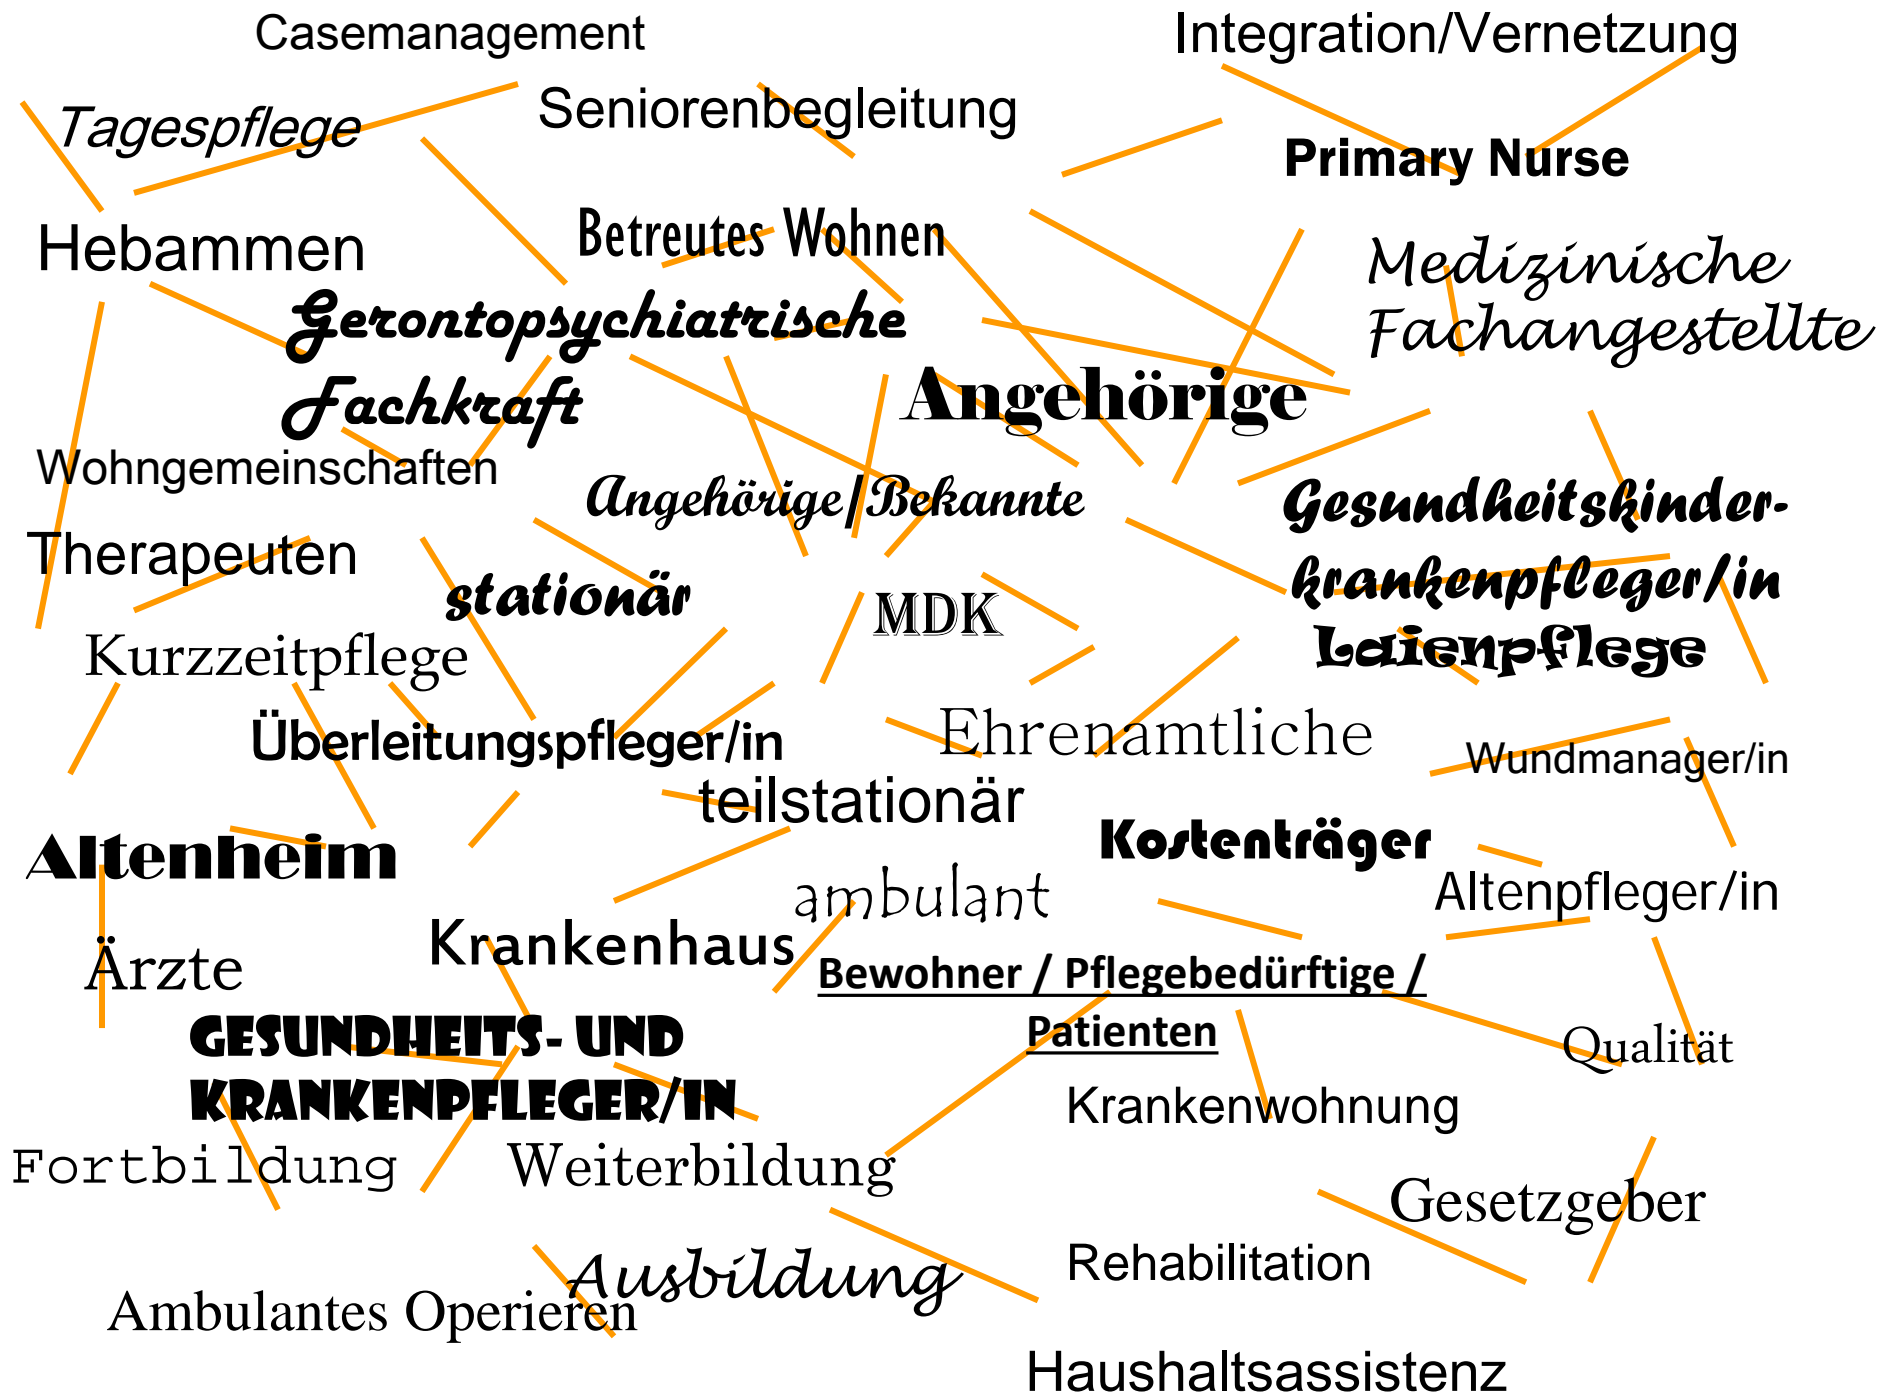 Casemanagement
Integration/Vernetzung
Tagespflege
Seniorenbegleitung
Primary Nurse
Hebammen
Betreutes Wohnen
Medizinische
Fachangestellte
Gerontopsychiatrische
Fachkraft
Angehörige
Wohngemeinschaften
Angehörige/Bekannte
Gesundheitskinder-
krankenpfleger/in
Therapeuten
stationär
MDK
Laienpflege
Kurzzeitpflege
Überleitungspfleger/in
Ehrenamtliche
Wundmanager/in
teilstationär
Kostenträger
Altenheim
ambulant
Altenpfleger/in
Ärzte
Krankenhaus
Bewohner / Pflegebedürftige /
Patienten
GESUNDHEITS- UND
KRANKENPFLEGER/IN
Qualität
Krankenwohnung
Fortbildung
Weiterbildung
Gesetzgeber
Ausbildung
Rehabilitation
Ambulantes Operieren
Haushaltsassistenz